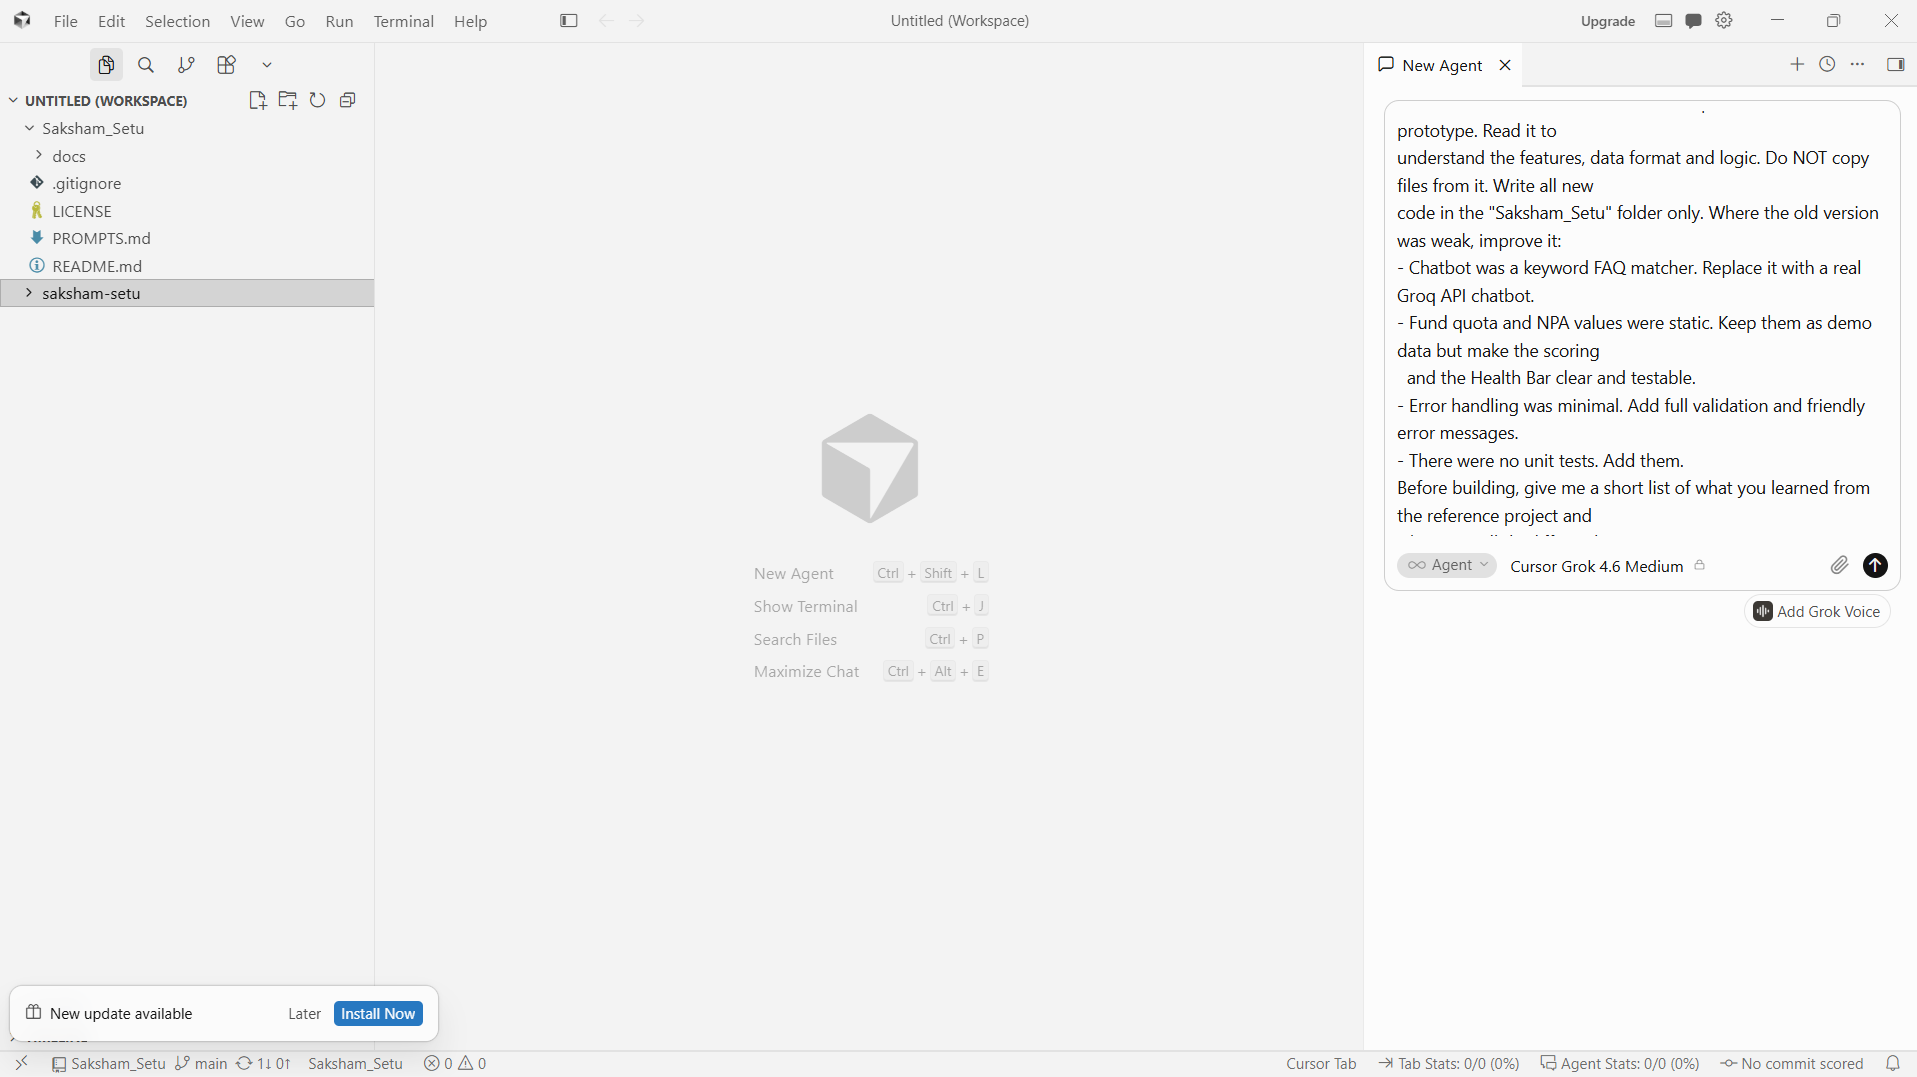 File Edit Selection View Go Run Terminal Help
Untitled (Workspace)
Upgrade
UNTITLED (WORKSPACE)
Saksham_Setu
docs
.gitignore
LICENSE
PROMPTS.md
README.md
saksham-setu
New Agent Ctrl + Shift + L
Show Terminal Ctrl + J
Search Files Ctrl + P
Maximize Chat Ctrl + Alt + E
New Agent
prototype. Read it to
understand the features, data format and logic. Do NOT copy
files from it. Write all new
code in the "Saksham_Setu" folder only. Where the old version
was weak, improve it:
- Chatbot was a keyword FAQ matcher. Replace it with a real
Groq API chatbot.
- Fund quota and NPA values were static. Keep them as demo
data but make the scoring
and the Health Bar clear and testable.
- Error handling was minimal. Add full validation and friendly
error messages.
- There were no unit tests. Add them.
Before building, give me a short list of what you learned from
the reference project and
Agent Cursor Grok 4.6 Medium
Add Grok Voice
New update available Later Install Now
Saksham_Setu main 1↓ 0↑ Saksham_Setu 0 0
Cursor Tab Tab Stats: 0/0 (0%) Agent Stats: 0/0 (0%) No commit scored